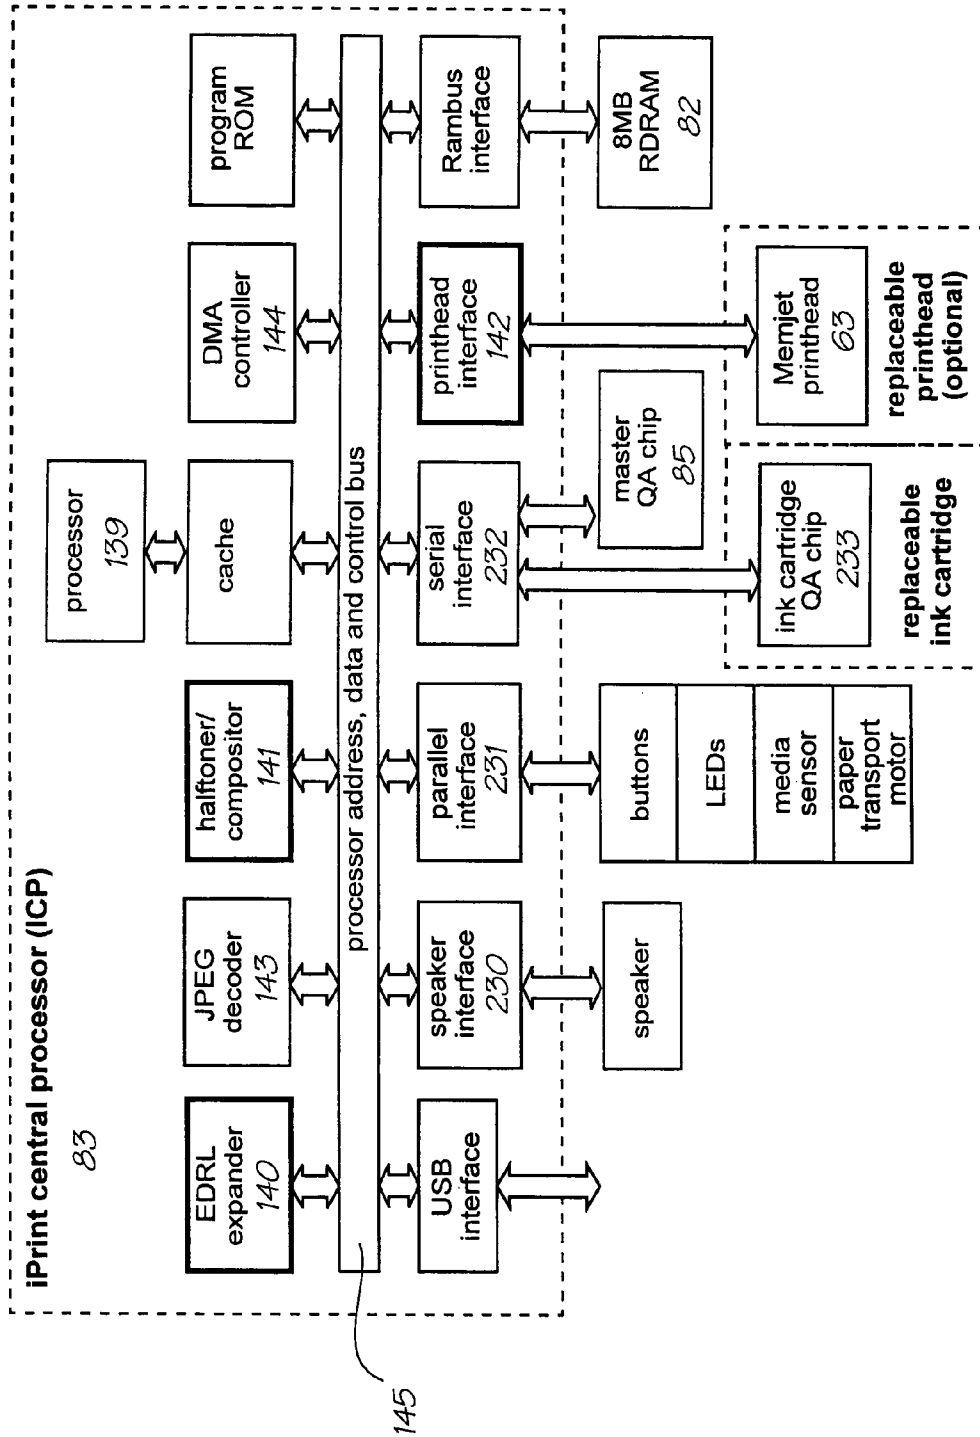 iPrint central processor (ICP)
83
processor
139
EDRL
expander
140
JPEG
decoder
143
halftoner/
compositor
141
cache
DMA
controller
144
program
ROM
processor address, data and control bus
145
USB
interface
speaker
interface
230
parallel
interface
231
serial
interface
232
printhead
interface
142
Rambus
interface
speaker
buttons
LEDs
media
sensor
paper
transport
motor
master
QA chip
85
8MB
RDRAM
82
ink cartridge
QA chip
233
replaceable
ink cartridge
Memjet
printhead
63
replaceable
printhead
(optional)